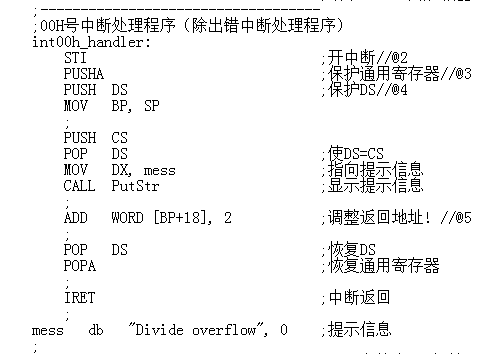 ;-----------------------------------
;00H号中断处理程序（除出错中断处理程序）
int00h_handler:
STI ;开中断//@2
PUSHA ;保护通用寄存器//@3
PUSH DS ;保护DS//@4
MOV BP, SP
;
PUSH CS
POP DS ;使DS=CS
MOV DX, mess ;指向提示信息
CALL PutStr ;显示提示信息
;
ADD WORD [BP+18], 2 ;调整返回地址! //@5
;
POP DS ;恢复DS
POPA ;恢复通用寄存器
;
IRET ;中断返回
mess db "Divide overflow", 0 ;提示信息
;